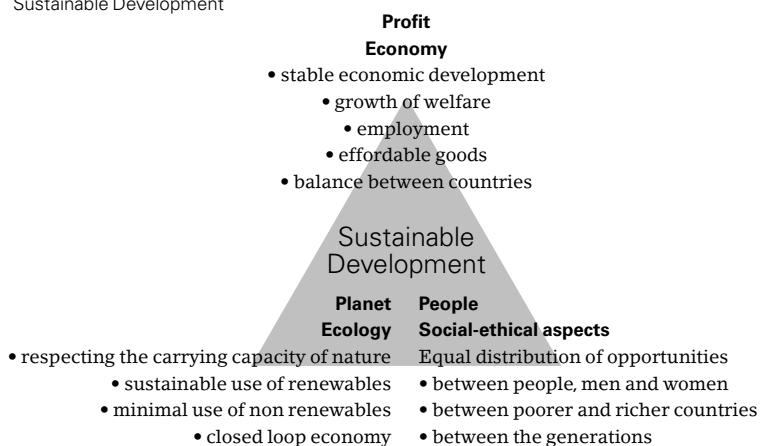 Sustainable Development
Profit
Economy
• stable economic development
• growth of welfare
• employment
• effordable goods
• balance between countries
Sustainable
Development
Planet
Ecology
• respecting the carrying capacity of nature
• sustainable use of renewables
• minimal use of non renewables
• closed loop economy
People
Social-ethical aspects
Equal distribution of opportunities
• between people, men and women
• between poorer and richer countries
• between the generations